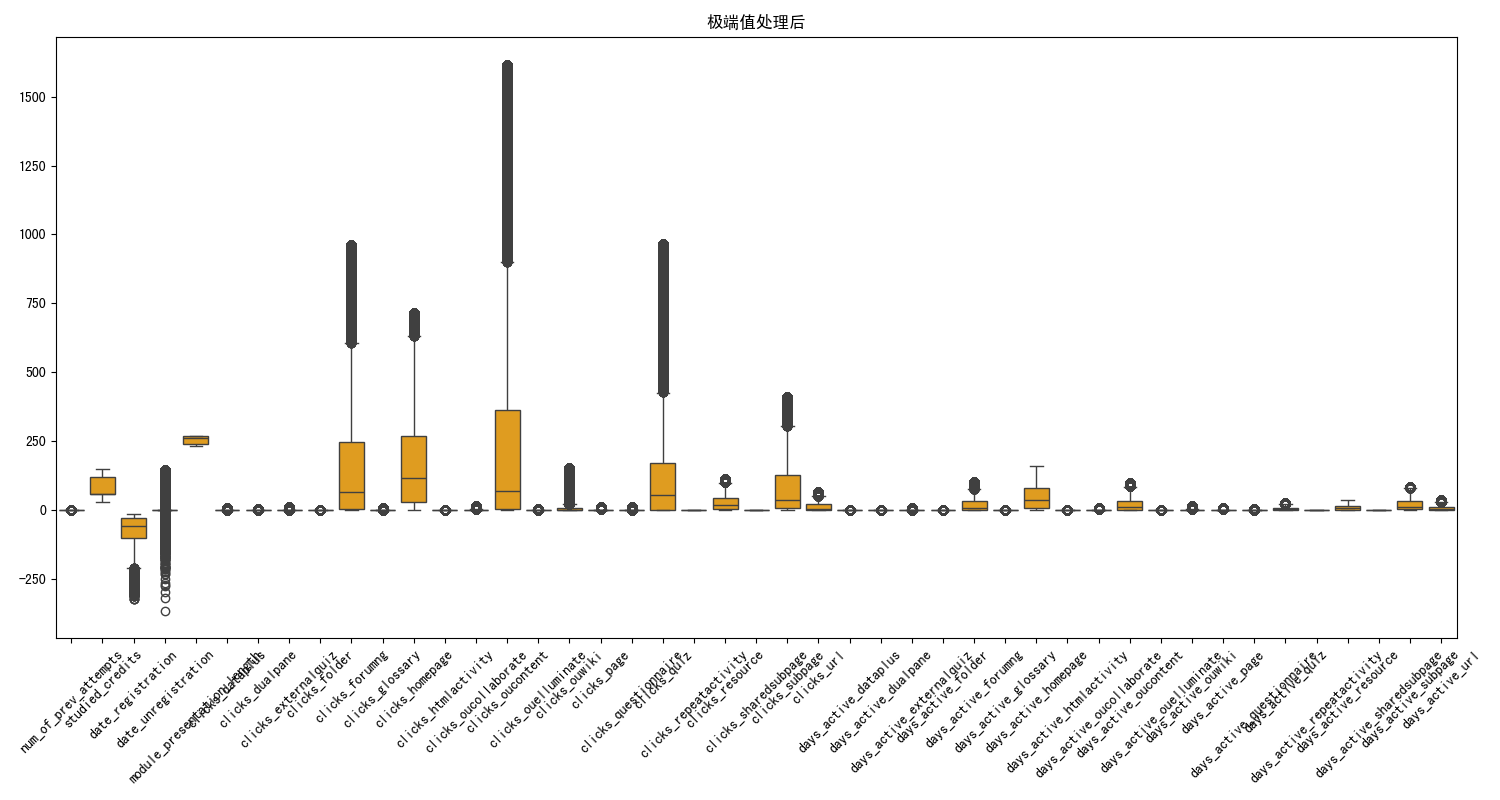 极端值处理后
1500
1250
1000
750
500
250
0
−250
num_of_prev_attempts
studied_credits
date_registration
date_unregistration
module_presentation_length
clicks_dataplus
clicks_dualpane
clicks_externalquiz
clicks_folder
clicks_forumng
clicks_glossary
clicks_homepage
clicks_htmlactivity
clicks_oucollaborate
clicks_oucontent
clicks_ouelluminate
clicks_ouwiki
clicks_page
clicks_questionnaire
clicks_quiz
clicks_repeatactivity
clicks_resource
clicks_sharedsubpage
clicks_subpage
clicks_url
days_active_dataplus
days_active_dualpane
days_active_externalquiz
days_active_folder
days_active_forumng
days_active_glossary
days_active_homepage
days_active_htmlactivity
days_active_oucollaborate
days_active_oucontent
days_active_ouelluminate
days_active_ouwiki
days_active_page
days_active_questionnaire
days_active_quiz
days_active_repeatactivity
days_active_resource
days_active_sharedsubpage
days_active_subpage
days_active_url